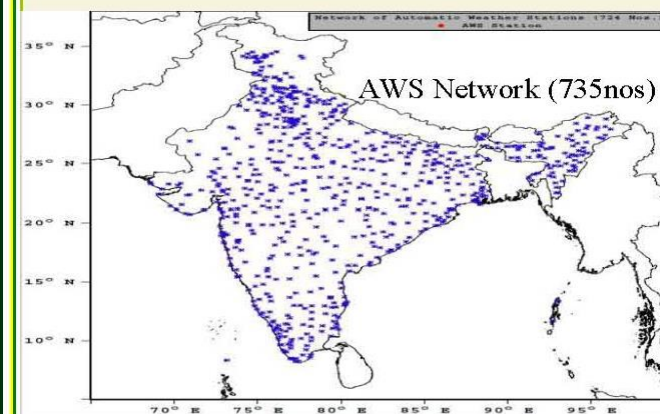 Network of Automatic Weather Stations (724 Nos.)
AWS Station
AWS Network (735nos)
35° N
30° N
25° N
20° N
15° N
10° N
70° E
75° E
80° E
85° E
90° E
95° E